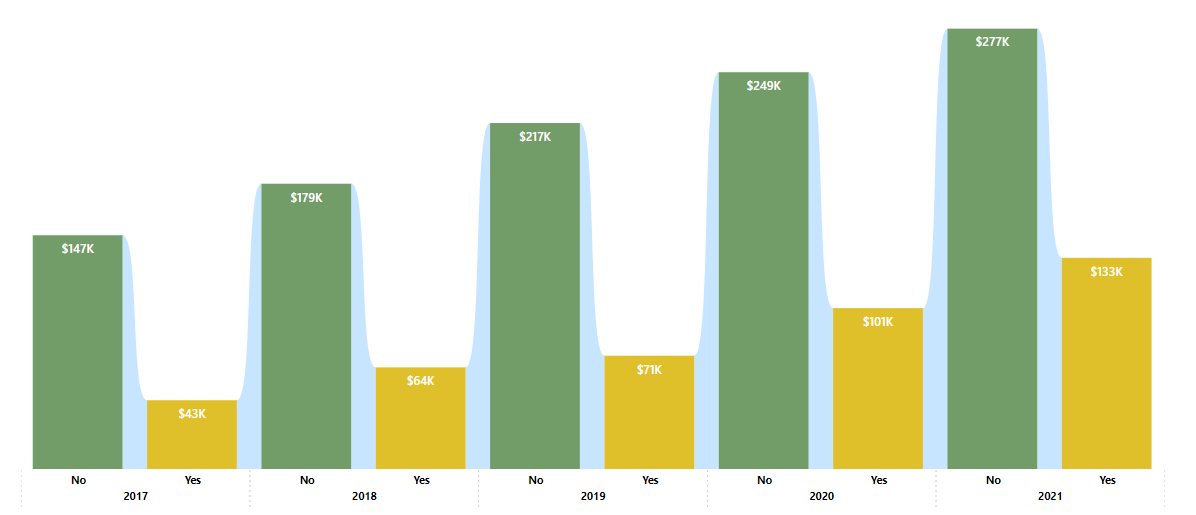 $277K
$249K
$217K
$179K
$147K
$133K
$101K
$71K
$64K
$43K
No Yes No Yes No Yes No Yes No Yes
2017 2018 2019 2020 2021